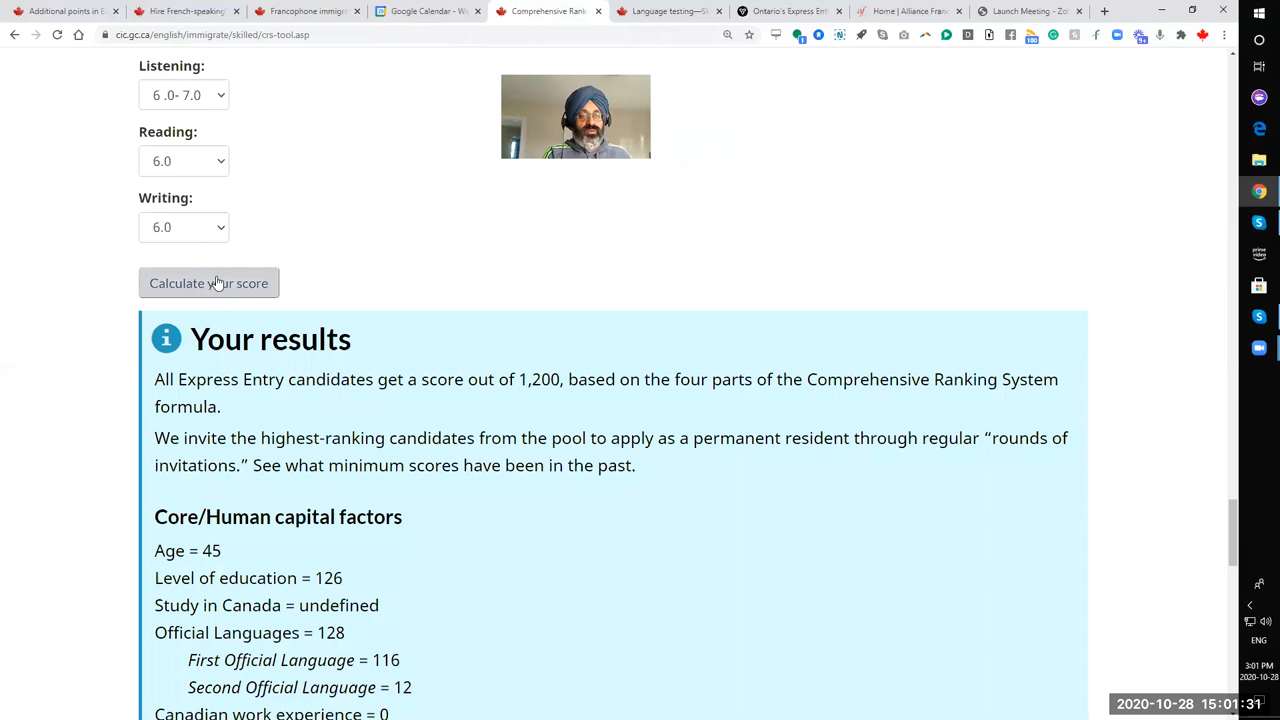 Additional points in E
Hire French-speaking
Francophone immig
Google Calendar - We
Comprehensive Rank
Language testing—Sk
Ontario's Express Ent
Home | Alliance Franc
Launch Meeting - Zoo
cic.gc.ca/english/immigrate/skilled/crs-tool.asp
Listening:
6 .0- 7.0
Reading:
6.0
Writing:
6.0
Calculate your score
Your results
All Express Entry candidates get a score out of 1,200, based on the four parts of the Comprehensive Ranking System
formula.
We invite the highest-ranking candidates from the pool to apply as a permanent resident through regular “rounds of
invitations.” See what minimum scores have been in the past.
Core/Human capital factors
Age = 45
Level of education = 126
Study in Canada = undefined
Official Languages = 128
First Official Language = 116
Second Official Language = 12
Canadian work experience = 0
prime video
ENG
3:01 PM
2020-10-28
2020-10-28 15:01:31